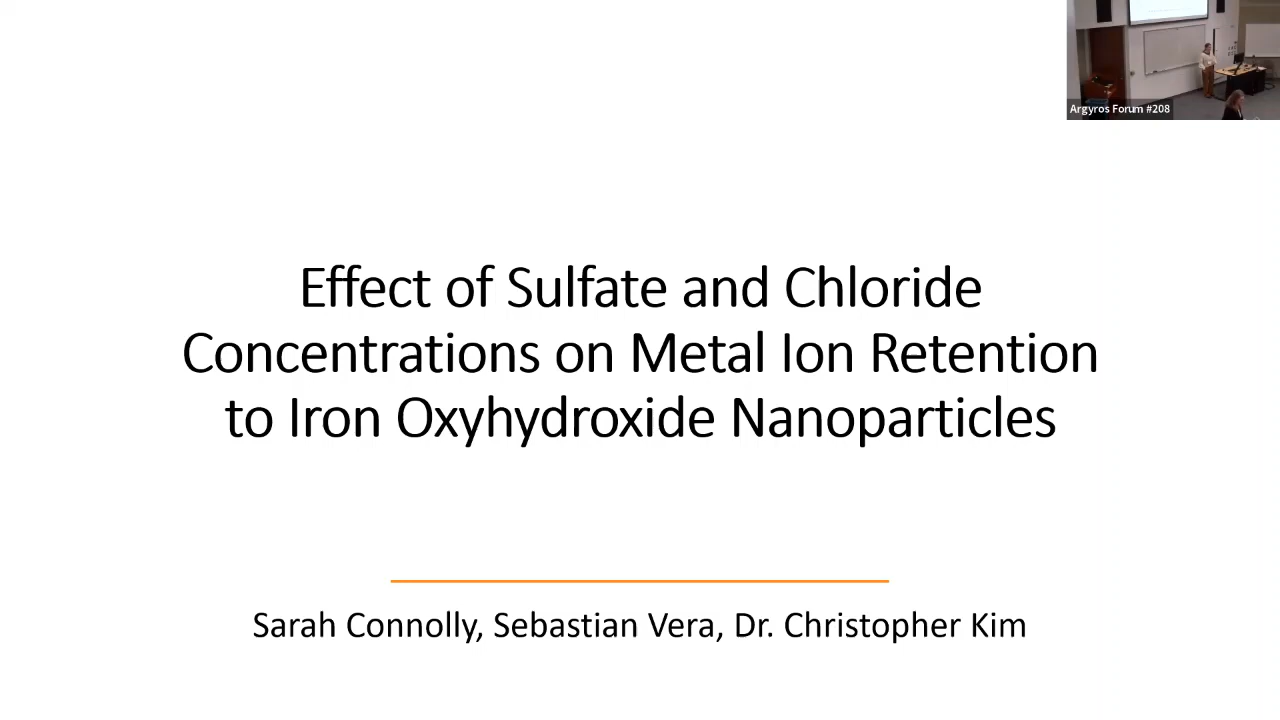 Argyros Forum #208
Effect of Sulfate and Chloride
Concentrations on Metal Ion Retention
to Iron Oxyhydroxide Nanoparticles
Sarah Connolly, Sebastian Vera, Dr. Christopher Kim